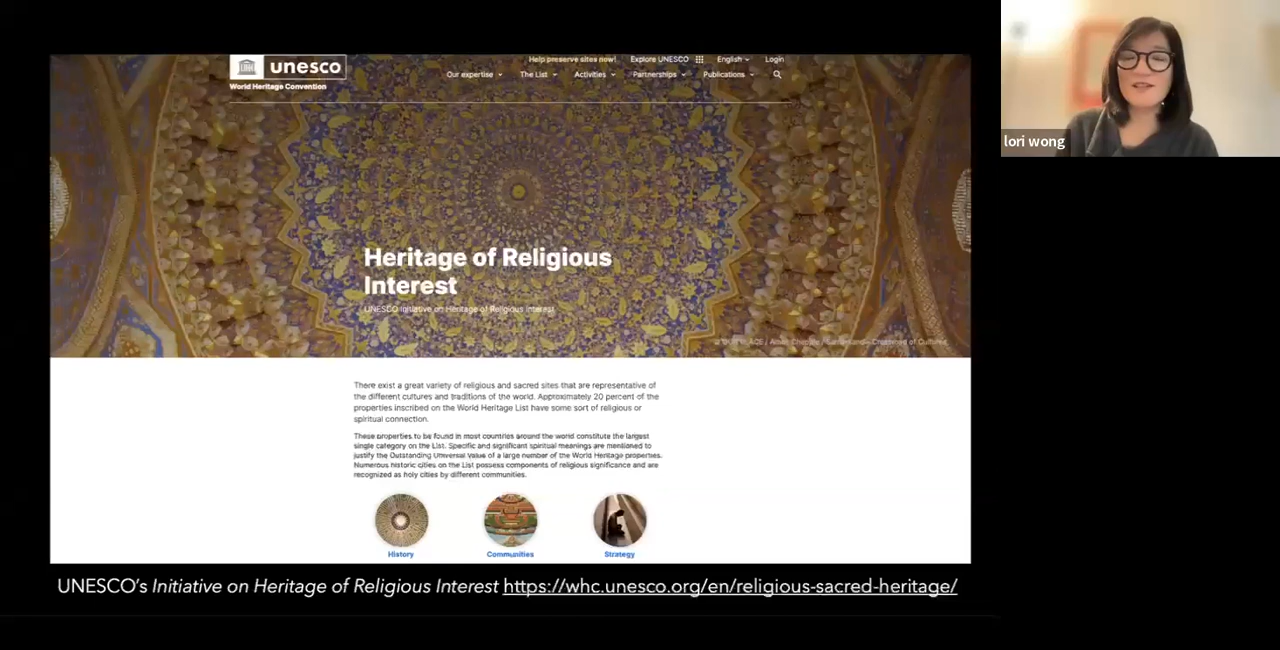 unesco
World Heritage Convention
Help preserve sites now! Explore UNESCO English Login
Our expertise The List Activities Partnerships Publications
Heritage of Religious
Interest
UNESCO Initiative on Heritage of Religious Interest
There exist a great variety of religious and sacred sites that are representative of
the different cultures and traditions of the world. Approximately 20 percent of the
properties inscribed on the World Heritage List have some sort of religious or
spiritual connection.
These properties to be found in most countries around the world constitute the largest
single category on the List. Specific and significant spiritual meanings are mentioned to
justify the Outstanding Universal Value of a large number of the World Heritage properties.
Numerous historic cities on the List possess components of religious significance and are
recognized as holy cities by different communities.
History Communities Strategy
UNESCO's Initiative on Heritage of Religious Interest https://whc.unesco.org/en/religious-sacred-heritage/
lori wong